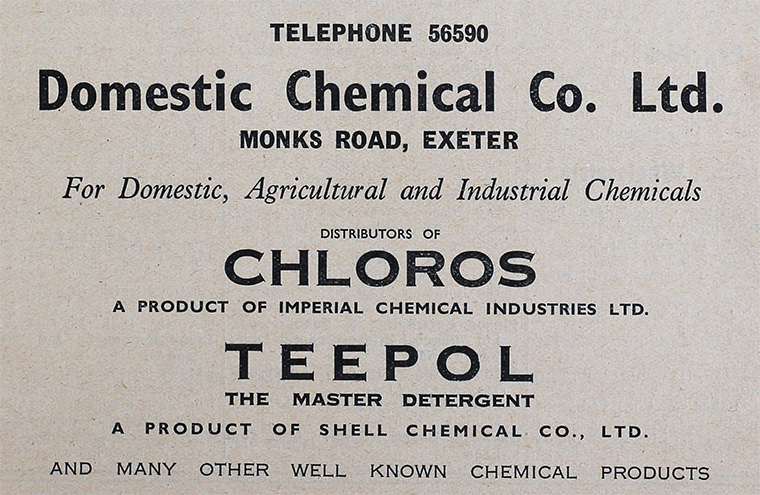 TELEPHONE 56590
Domestic Chemical Co. Ltd.
MONKS ROAD, EXETER
For Domestic, Agricultural and Industrial Chemicals
DISTRIBUTORS OF
CHLOROS
A PRODUCT OF IMPERIAL CHEMICAL INDUSTRIES LTD.
TEEPOL
THE MASTER DETERGENT
A PRODUCT OF SHELL CHEMICAL CO., LTD.
AND MANY OTHER WELL KNOWN CHEMICAL PRODUCTS